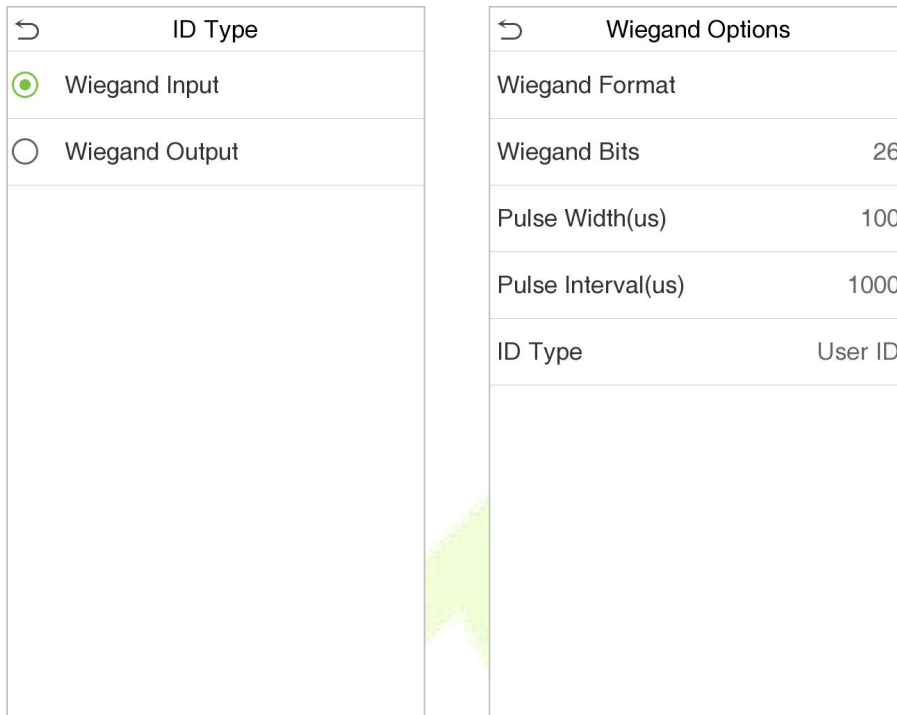 ID Type
Wiegand Input
Wiegand Output
Wiegand Options
Wiegand Format
Wiegand Bits 26
Pulse Width(us) 100
Pulse Interval(us) 1000
ID Type User ID